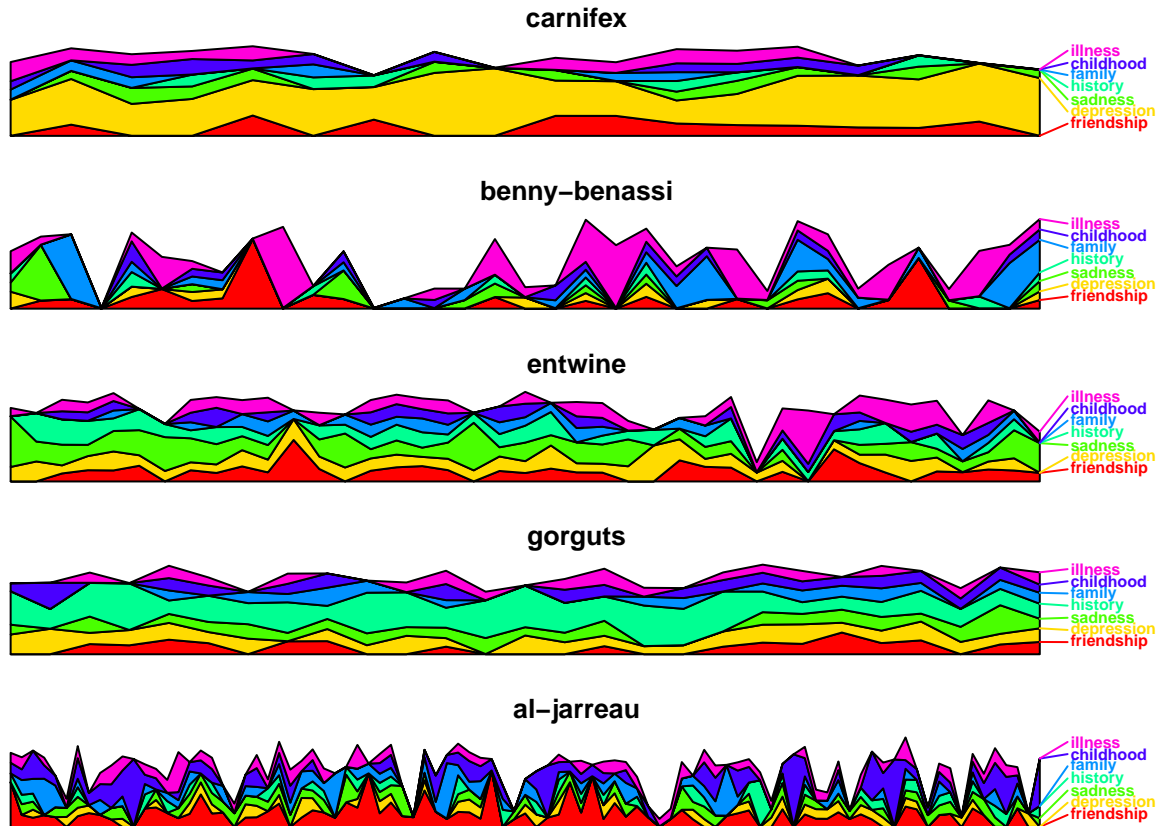 carnifex
illness
childhood
family
history
sadness
depression
friendship
benny-benassi
illness
childhood
family
history
sadness
depression
friendship
entwine
illness
childhood
family
history
sadness
depression
friendship
gorguts
illness
childhood
family
history
sadness
depression
friendship
al-jarreau
illness
childhood
family
history
sadness
depression
friendship